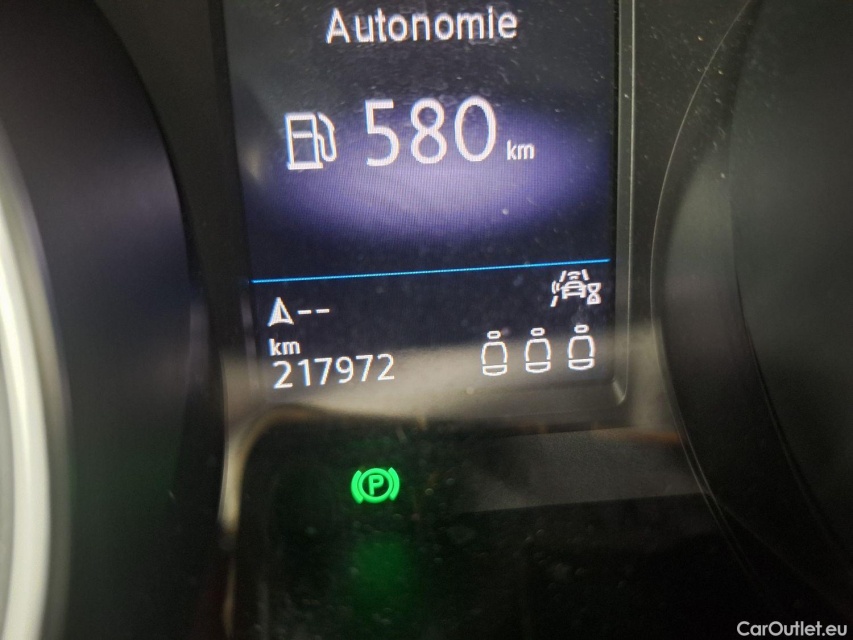 Autonomie
580 km
--
km
217972
P
CarOutlet.eu